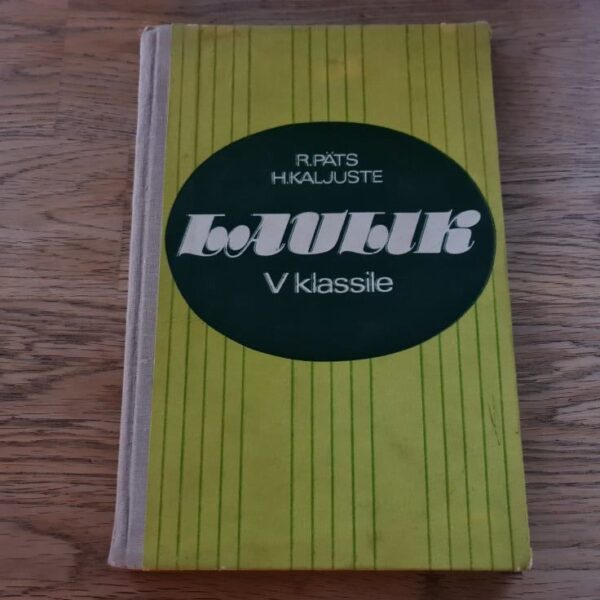 R.PÄTS
H.KALJUSTE
LAULIK
V klassile